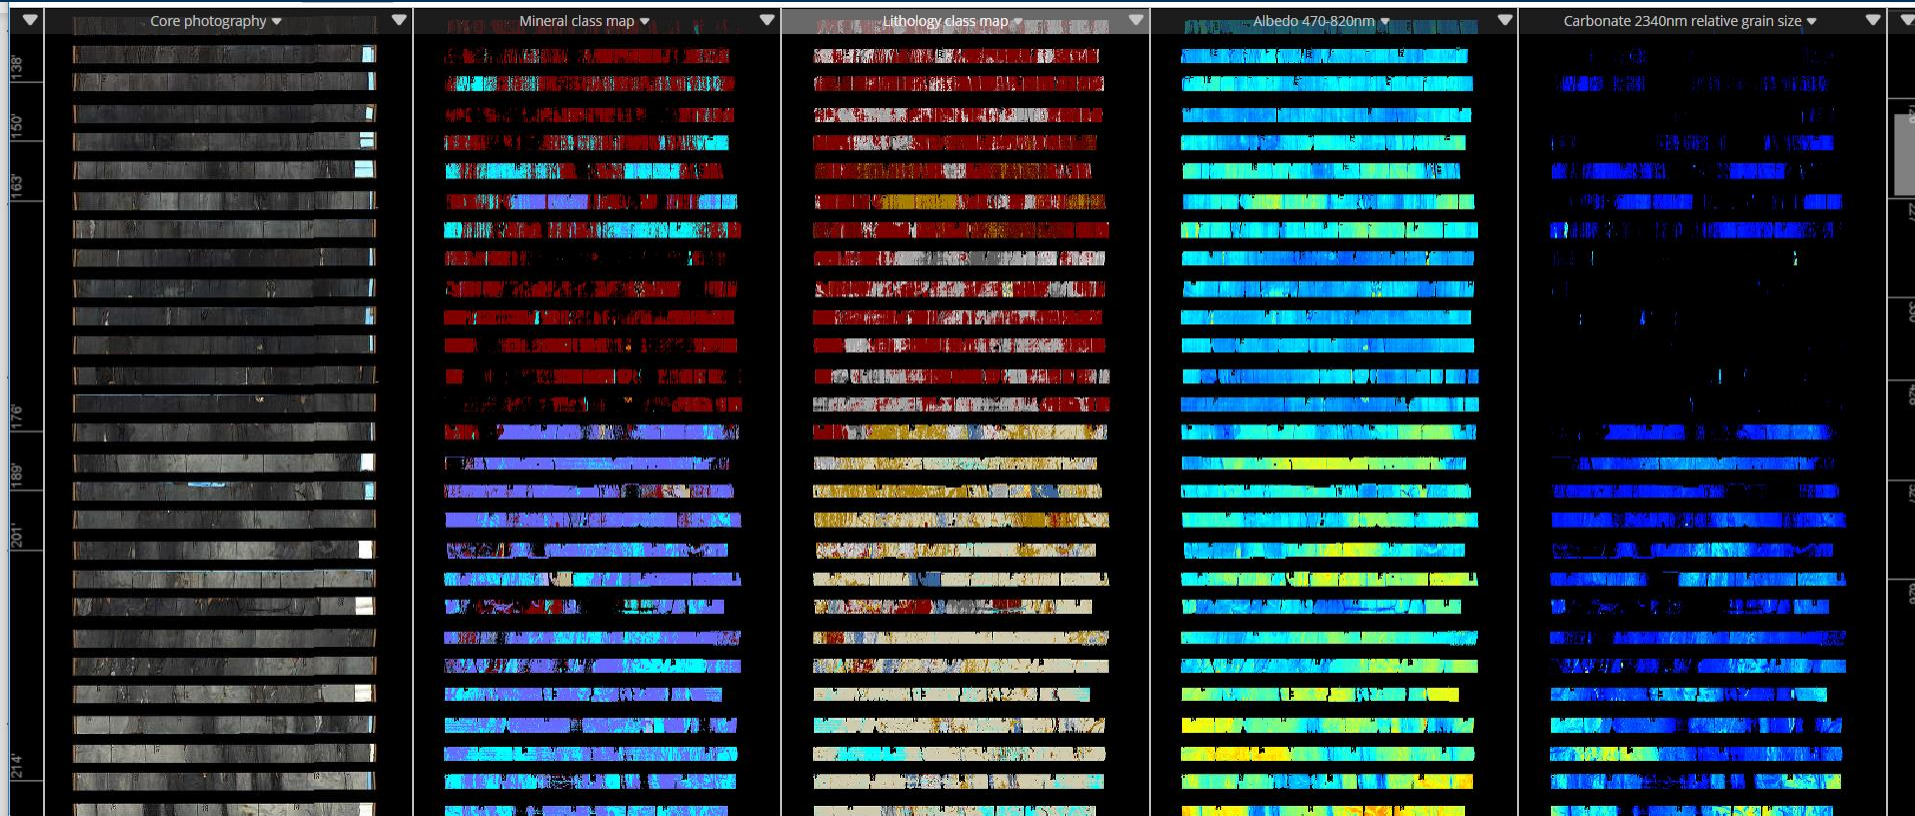 Core photography
Mineral class map
Lithology class map
Albedo 470-820nm
Carbonate 2340nm relative grain size
138'
150'
163'
176'
189'
201'
214'